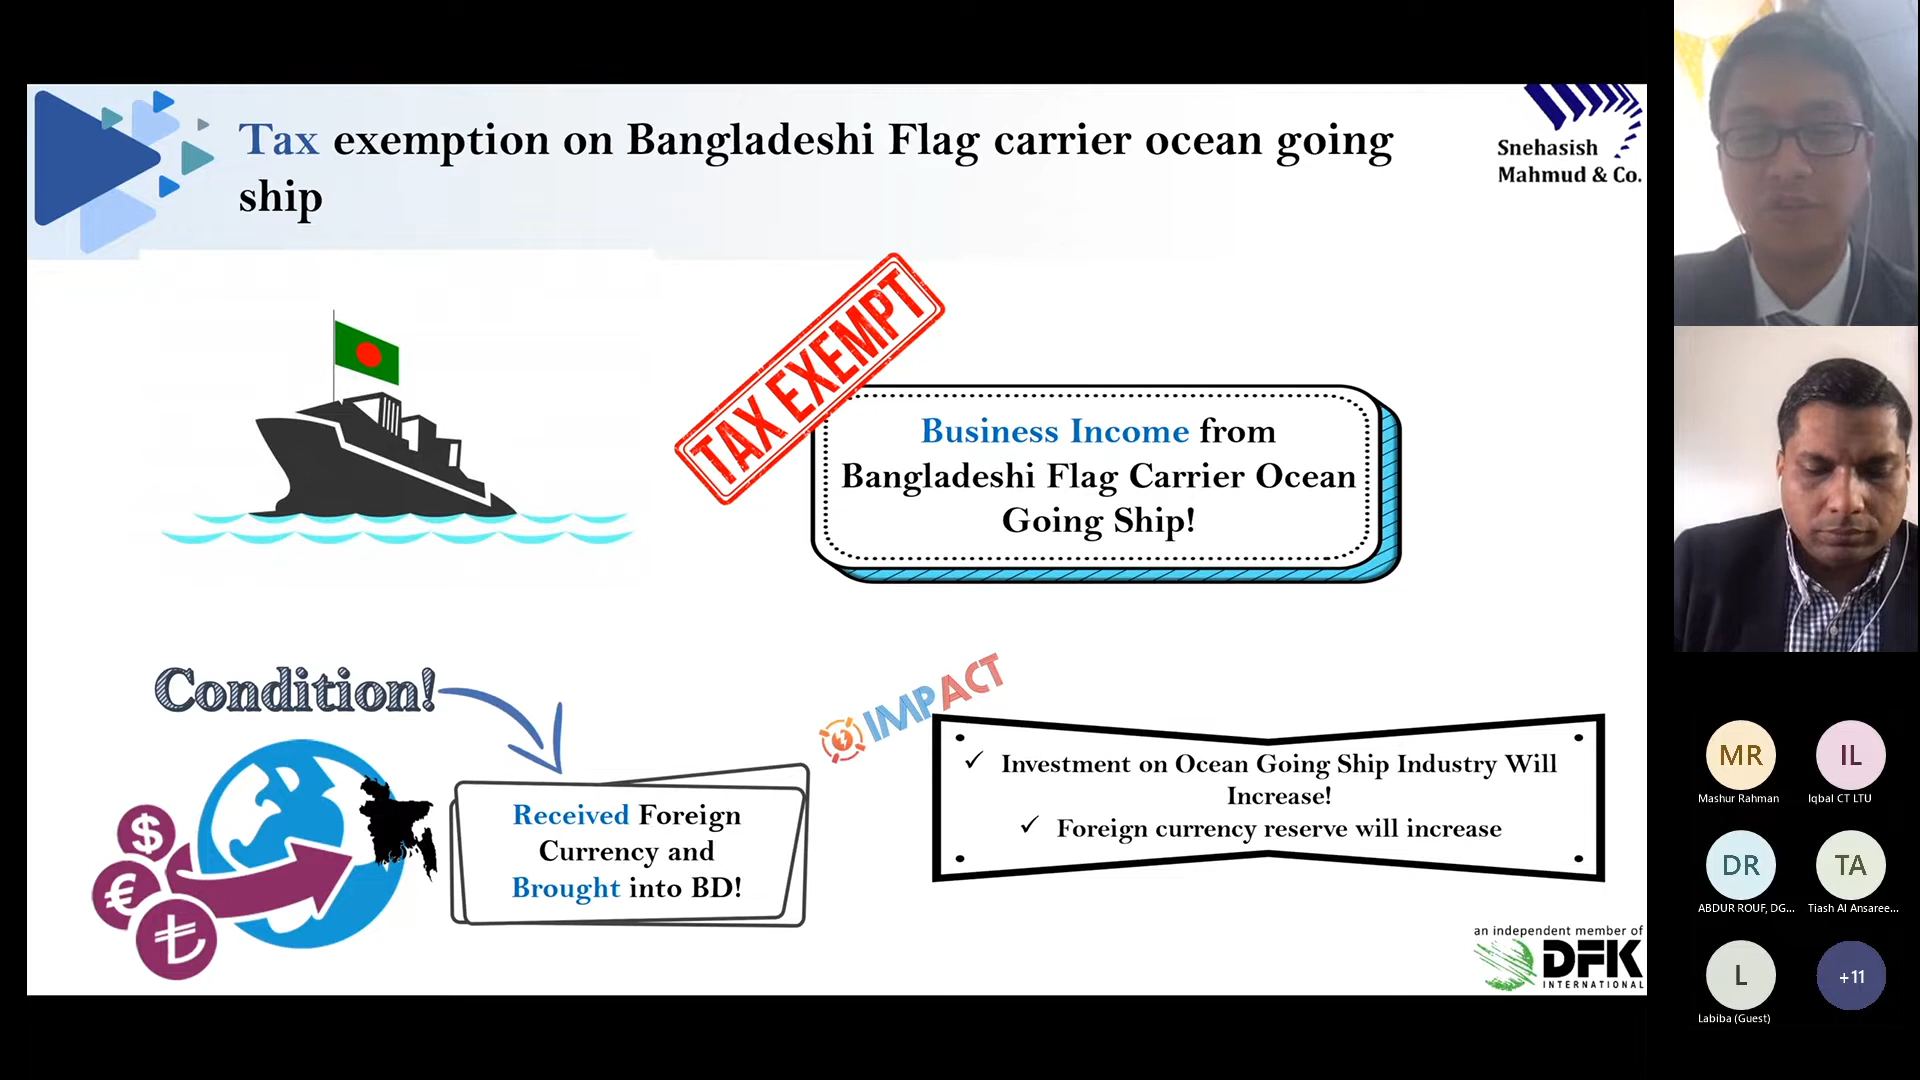 Tax exemption on Bangladeshi Flag carrier ocean going
ship
Snehasish
Mahmud & Co.
TAX EXEMPT
Business Income from
Bangladeshi Flag Carrier Ocean
Going Ship!
Condition!
Received Foreign
Currency and
Brought into BD!
IMPACT
✓ Investment on Ocean Going Ship Industry Will
Increase!
✓ Foreign currency reserve will increase
an independent member of
DFK
INTERNATIONAL
MR
Mashur Rahman
IL
Iqbal CT LTU
DR
ABDUR ROUF, DG...
TA
Tiash Al Ansaree...
L
Labiba (Guest)
+11